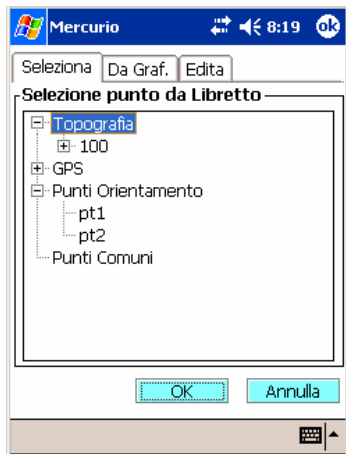 Mercurio 8:19 ok
Seleziona Da Graf. Edita
Selezione punto da Libretto
Topografia
100
GPS
Punti Orientamento
pt1
pt2
Punti Comuni
OK Annulla